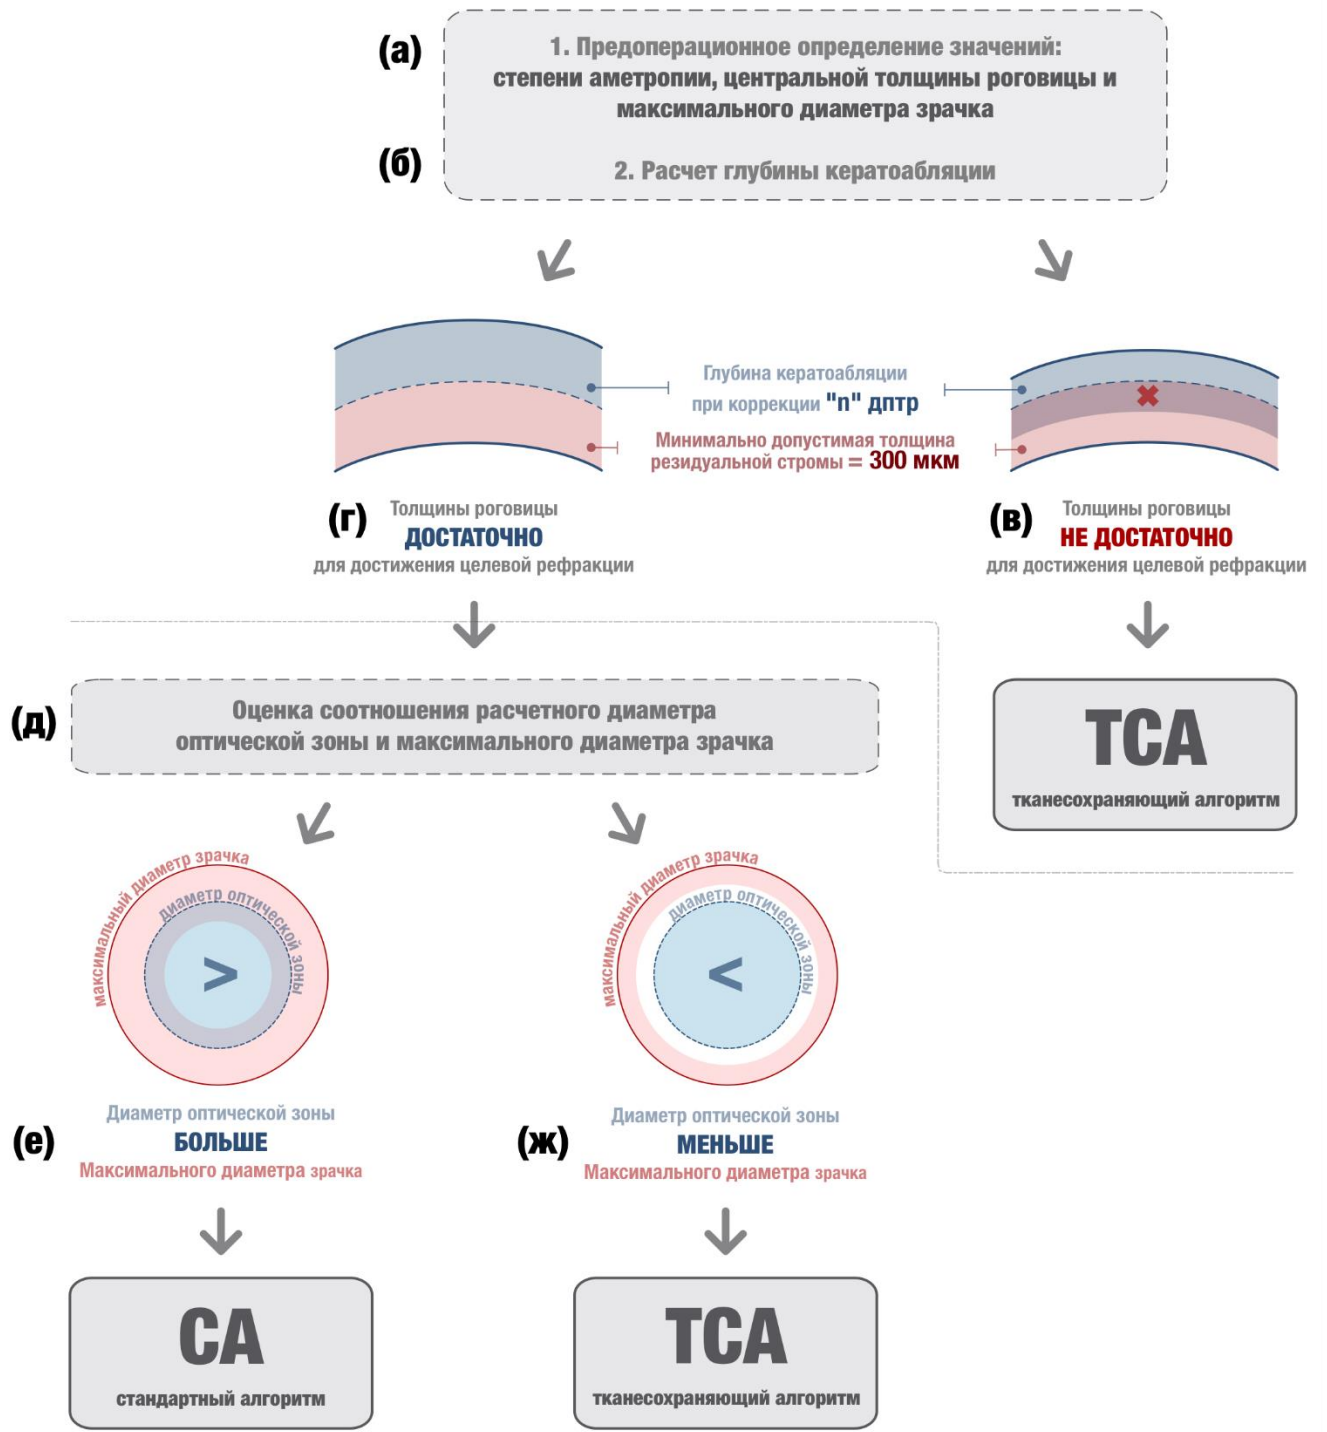 (а)
1. Предоперационное определение значений:
степени аметропии, центральной толщины роговицы и
максимального диаметра зрачка
(б)
2. Расчет глубины кератоабляции
Глубина кератоабляции
при коррекции "n" дптр
Минимально допустимая толщина
резидуальной стромы = 300 мкм
(г)
Толщины роговицы
ДОСТАТОЧНО
для достижения целевой рефракции
(в)
Толщины роговицы
НЕ ДОСТАТОЧНО
для достижения целевой рефракции
ТСА
тканесохраняющий алгоритм
(д)
Оценка соотношения расчетного диаметра
оптической зоны и максимального диаметра зрачка
максимальный диаметр зрачка
диаметр оптической зоны
>
максимальный диаметр зрачка
диаметр оптической зоны
<
(е)
Диаметр оптической зоны
БОЛЬШЕ
Максимального диаметра зрачка
(ж)
Диаметр оптической зоны
МЕНЬШЕ
Максимального диаметра зрачка
СА
стандартный алгоритм
ТСА
тканесохраняющий алгоритм